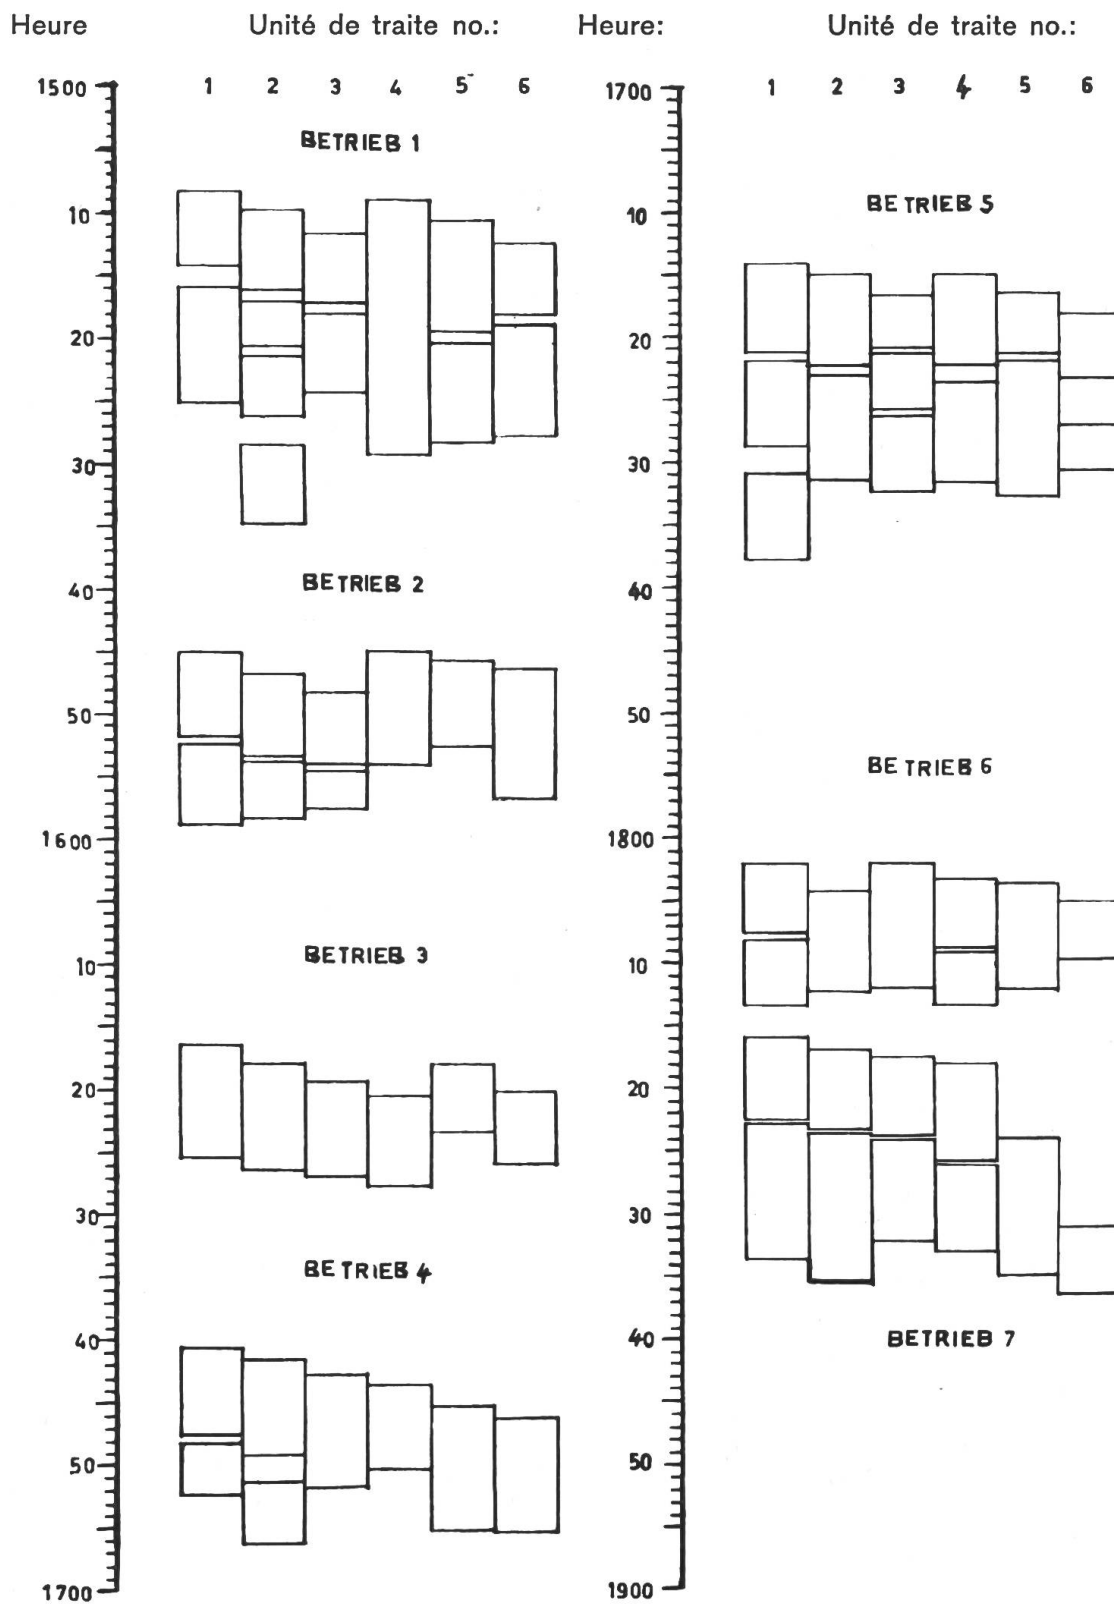 Heure Unité de traite no.: Heure: Unité de traite no.:
1500 1 2 3 4 5 6 1700 1 2 3 4 5 6
BETRIEB 1
10
BETRIEB 5
10
20
20
30
30
BETRIEB 2
40
40
50
50
BETRIEB 6
1600
1800
BETRIEB 3
10
10
20
20
30
30
BETRIEB 4
40
40
BETRIEB 7
50
50
1700
1900